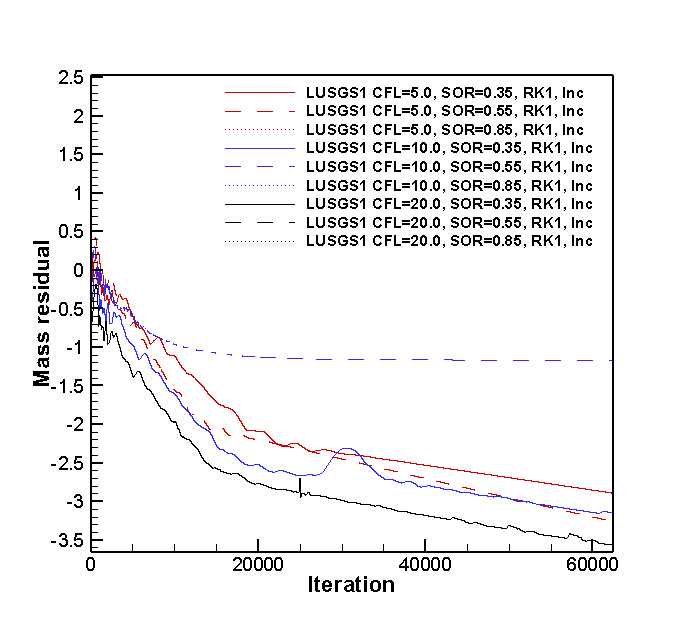 2.5
2
1.5
1
0.5
0
-0.5
-1
-1.5
-2
-2.5
-3
-3.5
Mass residual
LUSGS1 CFL=5.0, SOR=0.35, RK1, Inc
LUSGS1 CFL=5.0, SOR=0.55, RK1, Inc
LUSGS1 CFL=5.0, SOR=0.85, RK1, Inc
LUSGS1 CFL=10.0, SOR=0.35, RK1, Inc
LUSGS1 CFL=10.0, SOR=0.55, RK1, Inc
LUSGS1 CFL=10.0, SOR=0.85, RK1, Inc
LUSGS1 CFL=20.0, SOR=0.35, RK1, Inc
LUSGS1 CFL=20.0, SOR=0.55, RK1, Inc
LUSGS1 CFL=20.0, SOR=0.85, RK1, Inc
0 20000 40000 60000
Iteration